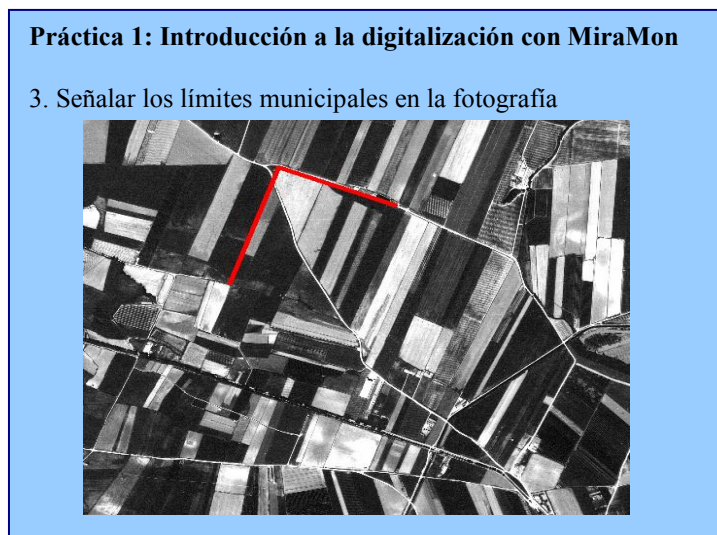 Práctica 1: Introducción a la digitalización con MiraMon
3. Señalar los límites municipales en la fotografía